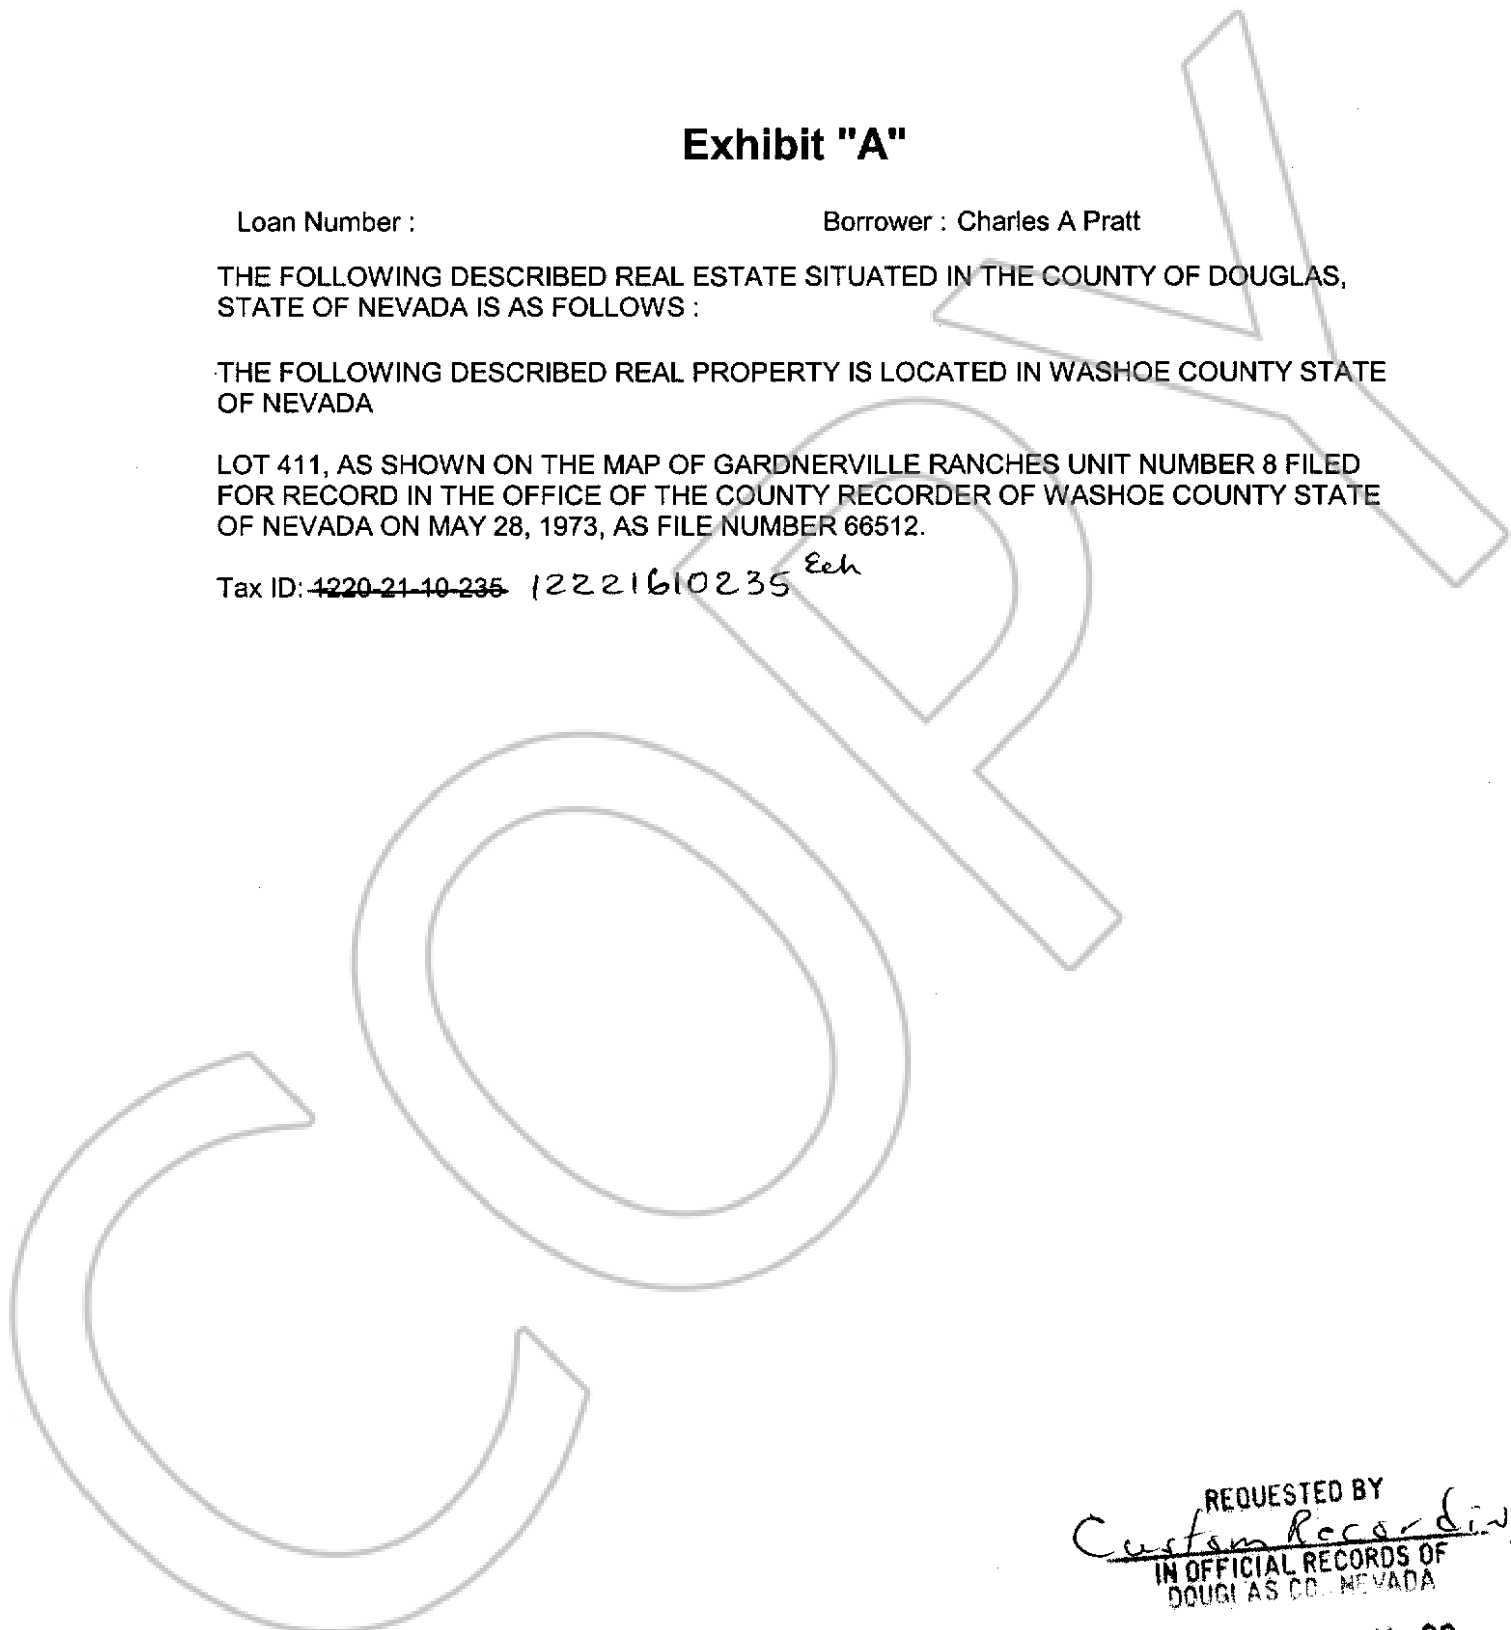 Exhibit "A"
Loan Number : Borrower : Charles A Pratt
THE FOLLOWING DESCRIBED REAL ESTATE SITUATED IN THE COUNTY OF DOUGLAS,
STATE OF NEVADA IS AS FOLLOWS :
THE FOLLOWING DESCRIBED REAL PROPERTY IS LOCATED IN WASHOE COUNTY STATE
OF NEVADA
LOT 411, AS SHOWN ON THE MAP OF GARDNERVILLE RANCHES UNIT NUMBER 8 FILED
FOR RECORD IN THE OFFICE OF THE COUNTY RECORDER OF WASHOE COUNTY STATE
OF NEVADA ON MAY 28, 1973, AS FILE NUMBER 66512.
Tax ID: 1220-21-10-235 12221610235
COPY
REQUESTED BY
Custom Recording
IN OFFICIAL RECORDS OF
DOUGLAS CO. NEVADA